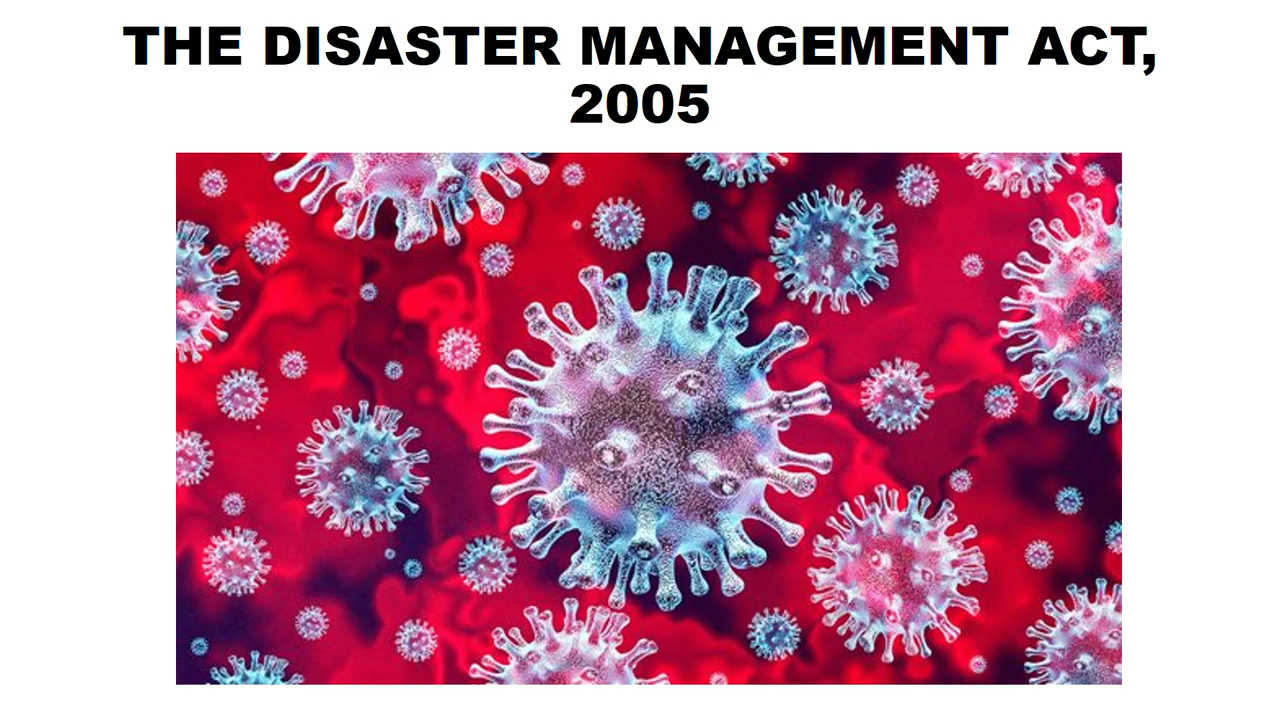 THE DISASTER MANAGEMENT ACT,
2005